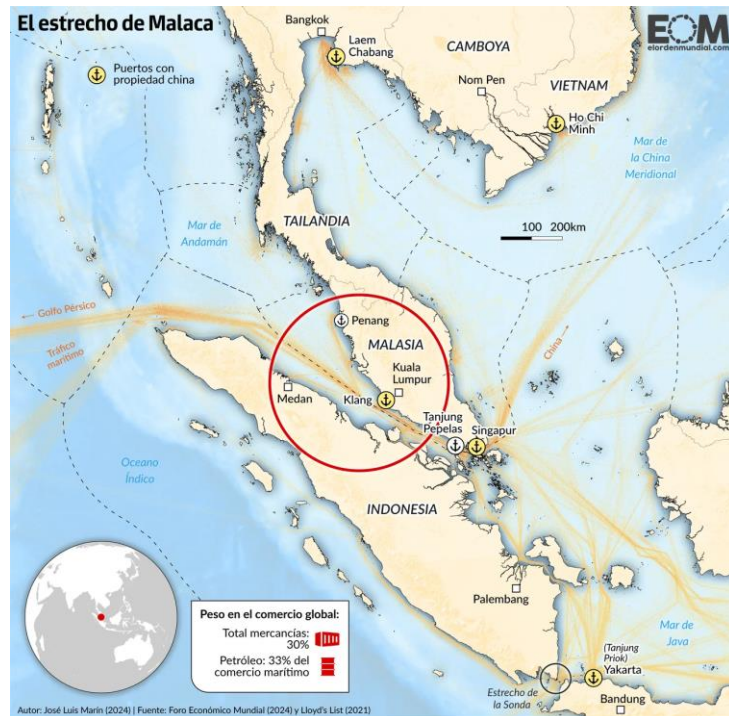 El estrecho de Malaca
Puertos con
propiedad china
EOM
elordenmundial.com
Bangkok
Laem
Chabang
CAMBOYA
Nom Pen
VIETNAM
Ho Chi
Minh
Mar de
la China
Meridional
TAILANDIA
Mar de
Andamán
100 200km
← Golfo Pérsico
Tráfico
marítimo
Penang
MALASIA
Kuala
Lumpur
China →
Medan
Klang
Tanjung
Pepelas
Singapur
Oceano
Índico
INDONESIA
Palembang
Mar de
Java
(Tanjung
Priok)
Yakarta
Estrecho de
la Sonda
Bandung
Peso en el comercio global:
Total mercancías:
30%
Petróleo: 33% del
comercio marítimo
Autor: José Luis Marín (2024) | Fuente: Foro Económico Mundial (2024) y Lloyd's List (2021)